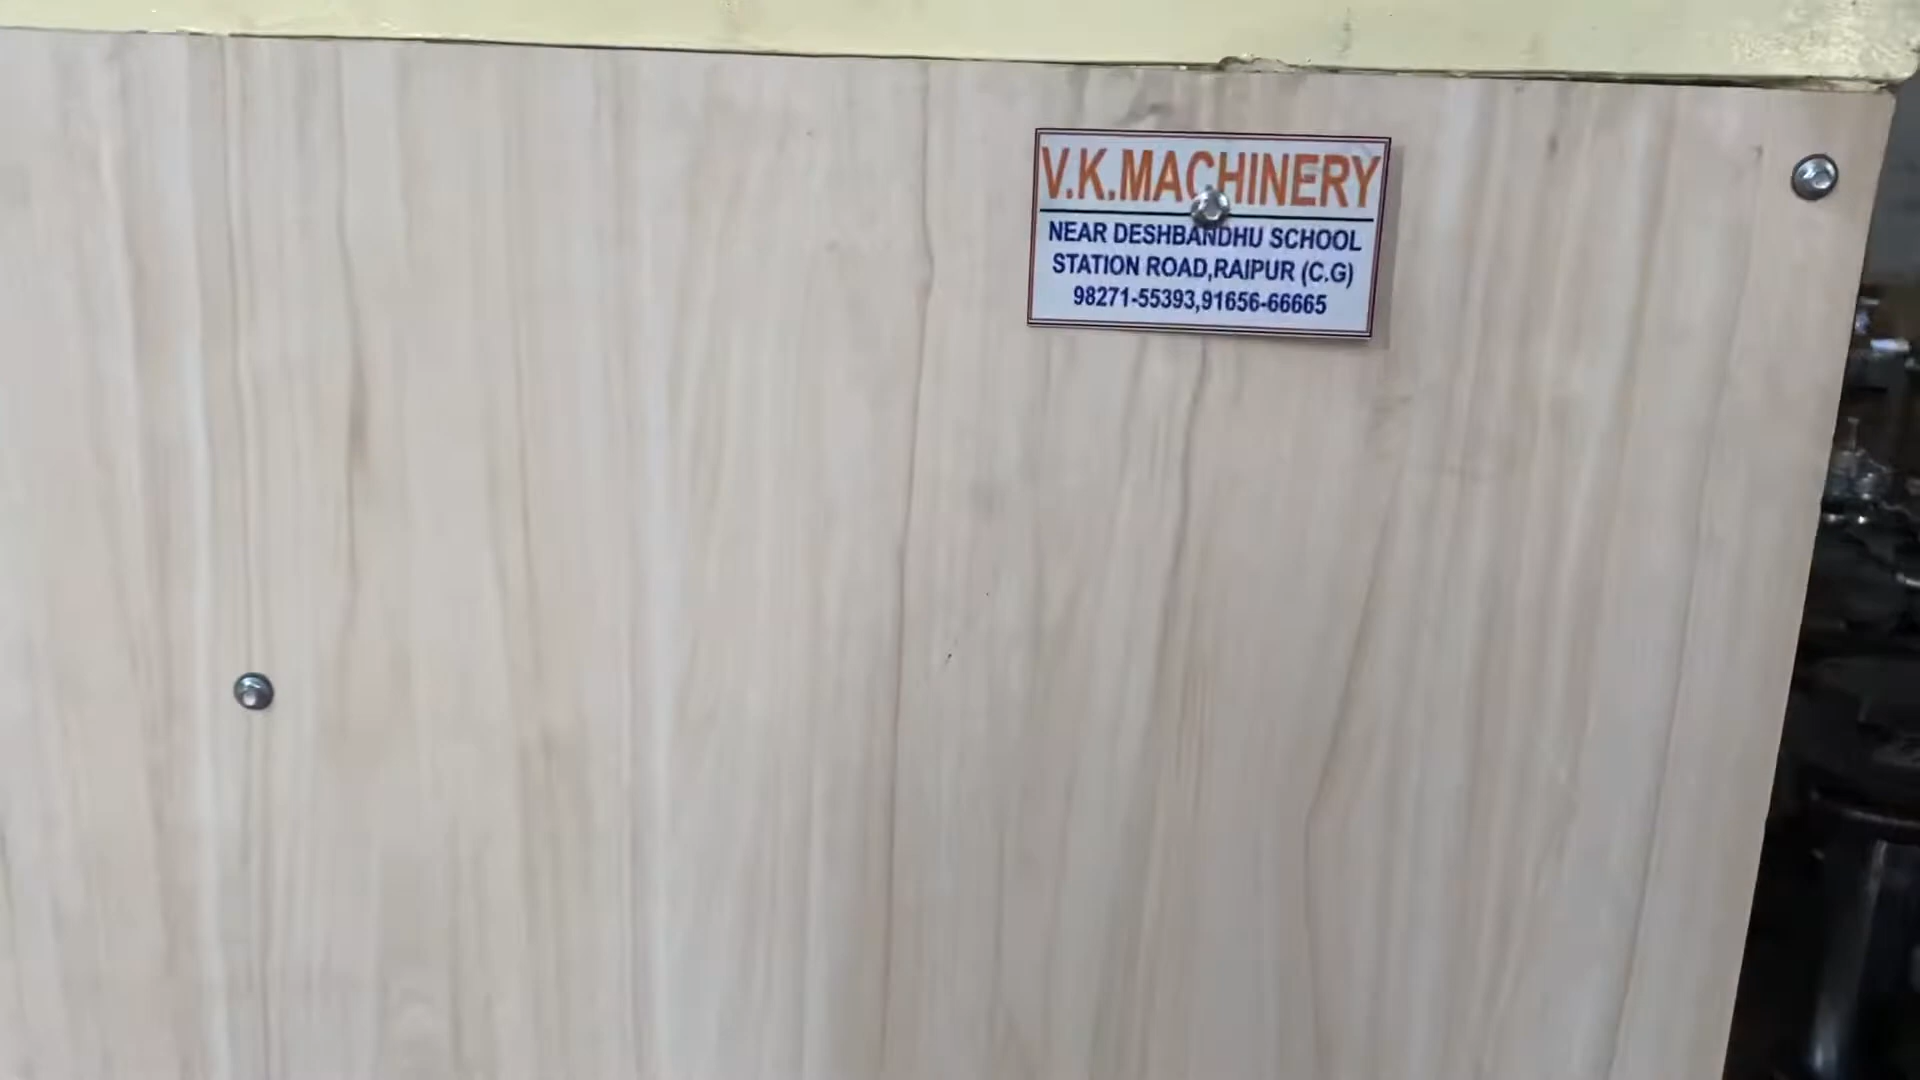 V.K.MACHINERY
NEAR DESHBANDHU SCHOOL
STATION ROAD,RAIPUR (C.G)
98271-55393,91656-66665